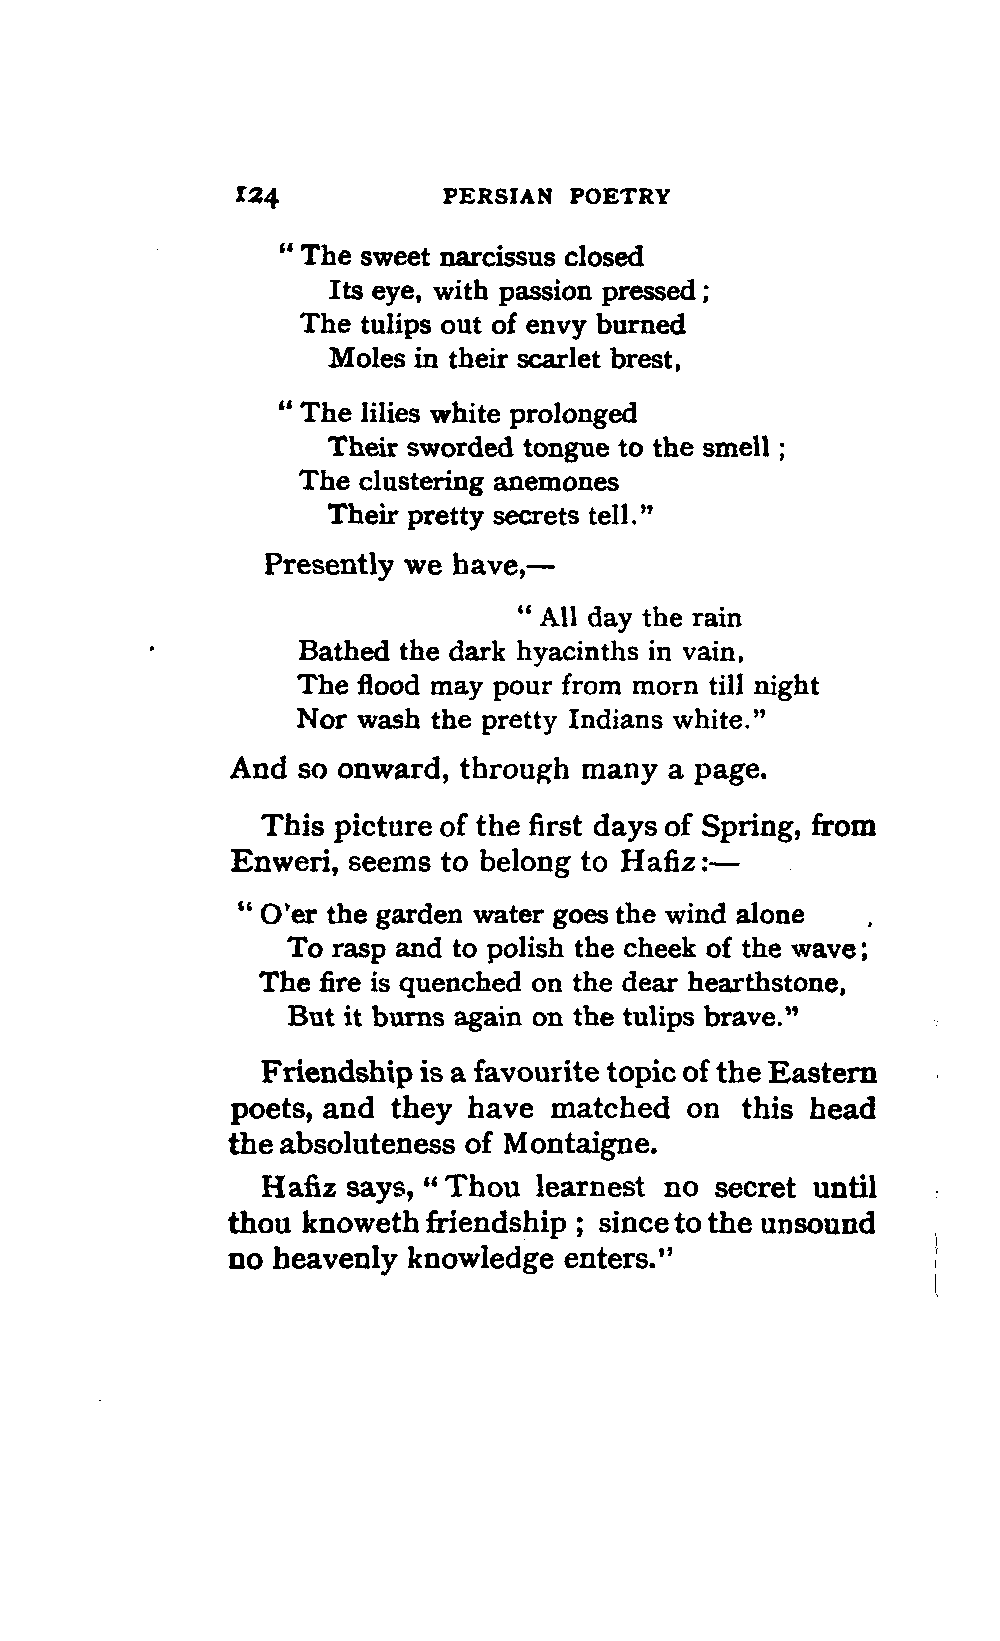 124 PERSIAN POETRY
“ The sweet narcissus closed
Its eye, with passion pressed ;
The tulips out of envy burned
Moles in their scarlet brest,
“ The lilies white prolonged
Their sworded tongue to the smell ;
The clustering anemones
Their pretty secrets tell.”
Presently we have,—
“ All day the rain
Bathed the dark hyacinths in vain,
The flood may pour from morn till night
Nor wash the pretty Indians white.”
And so onward, through many a page.
This picture of the first days of Spring, from
Enweri, seems to belong to Hafiz :—
“ O’er the garden water goes the wind alone
To rasp and to polish the cheek of the wave ;
The fire is quenched on the dear hearthstone,
But it burns again on the tulips brave.”
Friendship is a favourite topic of the Eastern
poets, and they have matched on this head
the absoluteness of Montaigne.
Hafiz says, “ Thou learnest no secret until
thou knoweth friendship ; since to the unsound
no heavenly knowledge enters.”